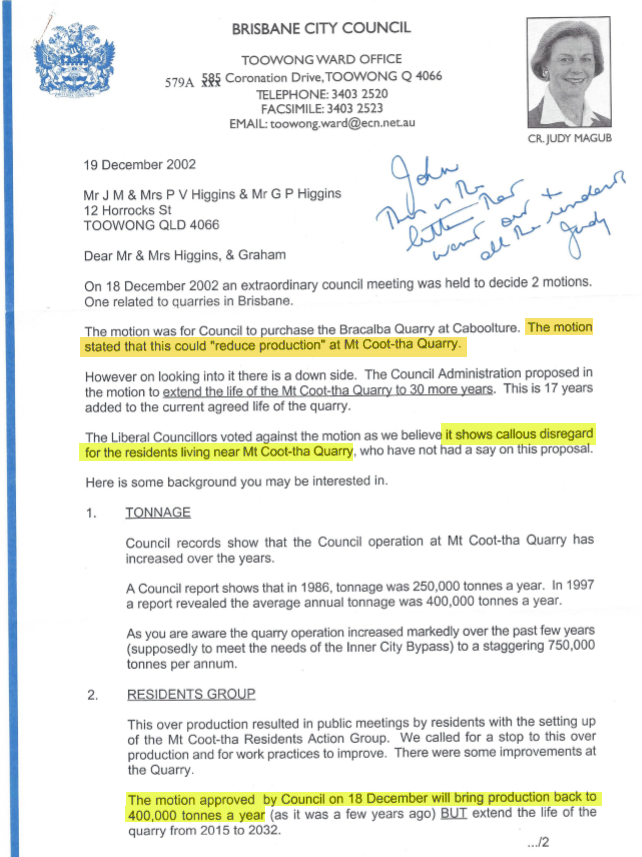 BRISBANE CITY COUNCIL
TOOWONG WARD OFFICE
579A 585 Coronation Drive, TOOWONG Q 4066
TELEPHONE: 3403 2520
FACSIMILE: 3403 2523
EMAIL: toowong.ward@ecn.net.au
CR. JUDY MAGUB
19 December 2002
Mr J M & Mrs P V Higgins & Mr G P Higgins
12 Horrocks St
TOOWONG QLD 4066
John
This is the
letter that
went out to
all the residents
Judy
Dear Mr & Mrs Higgins, & Graham
On 18 December 2002 an extraordinary council meeting was held to decide 2 motions.
One related to quarries in Brisbane.
The motion was for Council to purchase the Bracalba Quarry at Caboolture. The motion
stated that this could "reduce production" at Mt Coot-tha Quarry.
However on looking into it there is a down side. The Council Administration proposed in
the motion to extend the life of the Mt Coot-tha Quarry to 30 more years. This is 17 years
added to the current agreed life of the quarry.
The Liberal Councillors voted against the motion as we believe it shows callous disregard
for the residents living near Mt Coot-tha Quarry, who have not had a say on this proposal.
Here is some background you may be interested in.
1. TONNAGE
Council records show that the Council operation at Mt Coot-tha Quarry has
increased over the years.
A Council report shows that in 1986, tonnage was 250,000 tonnes a year. In 1997
a report revealed the average annual tonnage was 400,000 tonnes a year.
As you are aware the quarry operation increased markedly over the past few years
(supposedly to meet the needs of the Inner City Bypass) to a staggering 750,000
tonnes per annum.
2. RESIDENTS GROUP
This over production resulted in public meetings by residents with the setting up
of the Mt Coot-tha Residents Action Group. We called for a stop to this over
production and for work practices to improve. There were some improvements at
the Quarry.
The motion approved by Council on 18 December will bring production back to
400,000 tonnes a year (as it was a few years ago) BUT extend the life of the
quarry from 2015 to 2032.
.../2